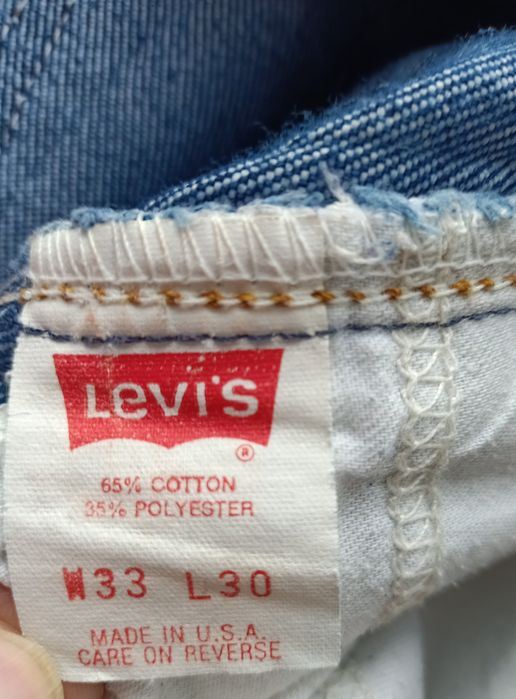 Levi's
®
65% COTTON
35% POLYESTER
W33 L30
MADE IN U.S.A.
CARE ON REVERSE